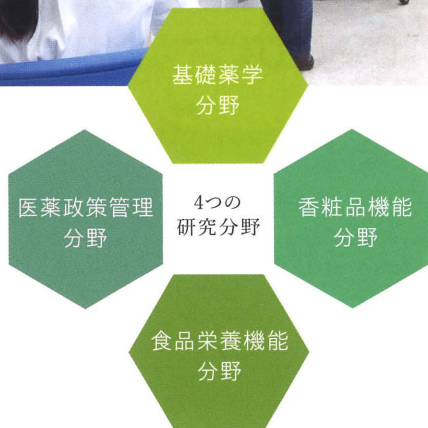 基礎薬学
分野
医薬政策管理
分野
4つの
研究分野
香粧品機能
分野
食品栄養機能
分野